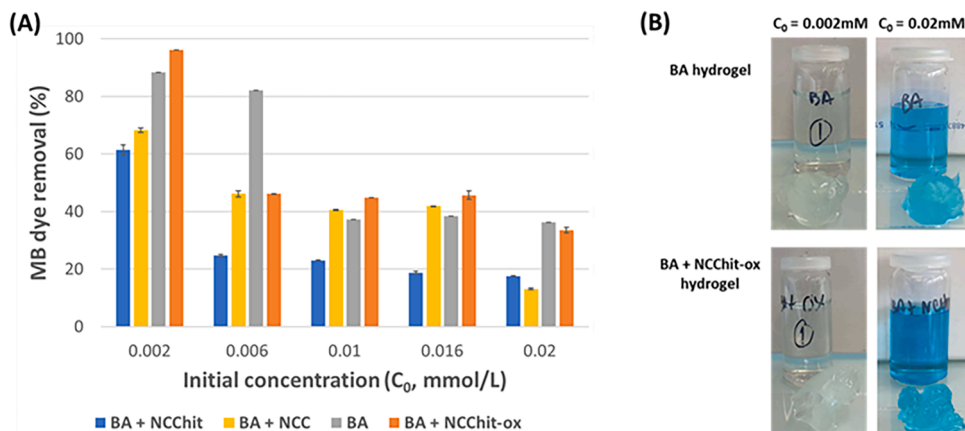 (A)
100
80
60
40
20
0
MB dye removal (%)
0.002 0.006 0.01 0.016 0.02
Initial concentration (C₀, mmol/L)
BA + NCChit BA + NCC BA BA + NCChit-ox
(B)
C₀ = 0.002mM C₀ = 0.02mM
BA hydrogel
BA
1
BA
BA + NCChit-ox
hydrogel
1